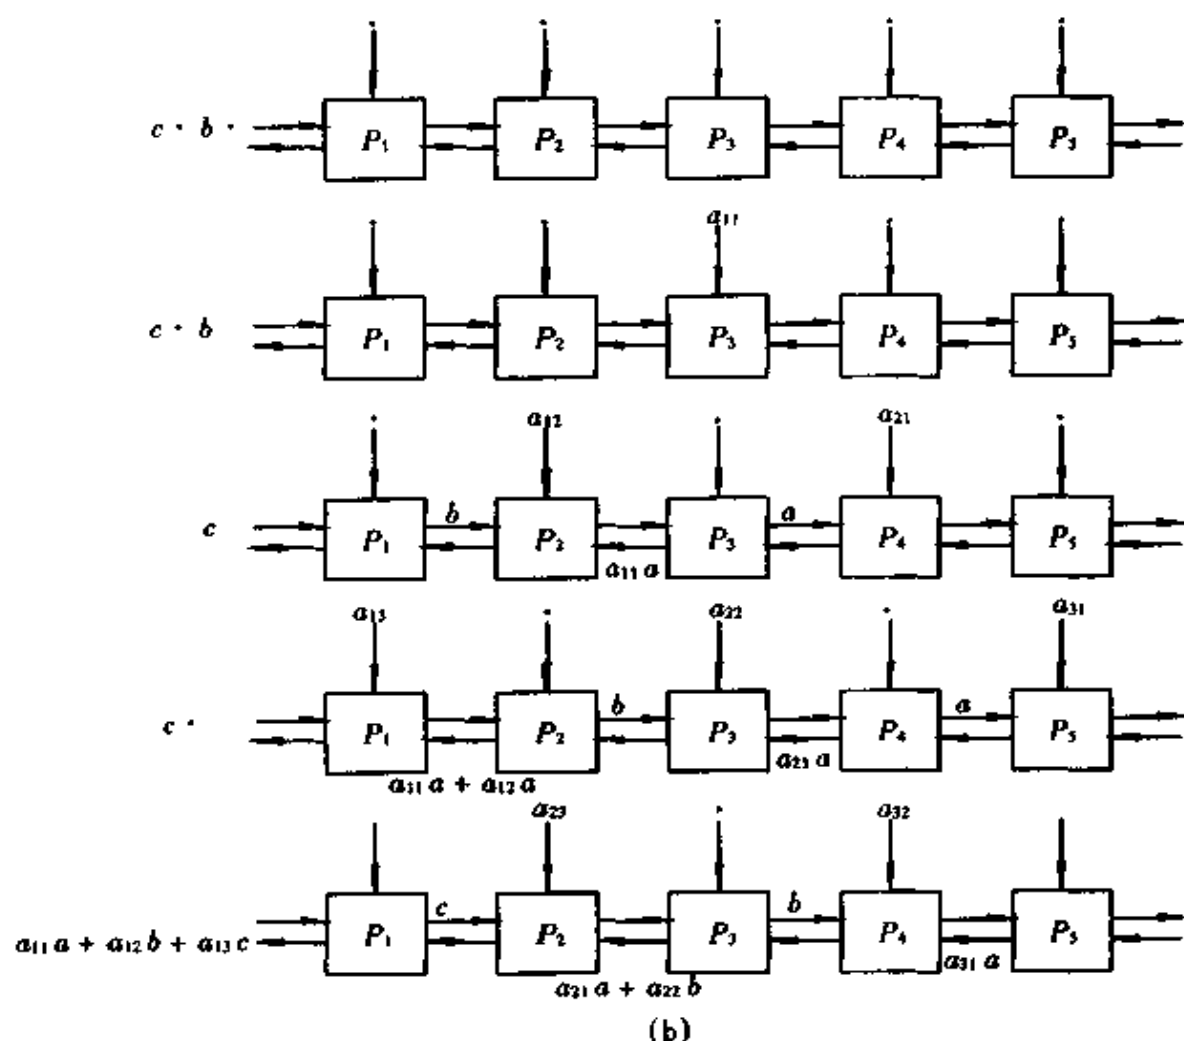 c · b ·
P₁ P₂ P₃ P₄ P₅
a₁₁
c · b
P₁ P₂ P₃ P₄ P₅
a₁₂ a₂₁
c b a
P₁ P₂ P₃ P₄ P₅
a₁₁ a
a₁₃ a₂₂ a₃₁
c · b a
P₁ P₂ P₃ P₄ P₅
a₂₁ a
a₁₁ a + a₁₂ a
a₂₃ a₃₂
c b
P₁ P₂ P₃ P₄ P₅
a₁₁ a + a₁₂ b + a₁₃ c
a₃₁ a
a₂₁ a + a₂₂ b
(b)